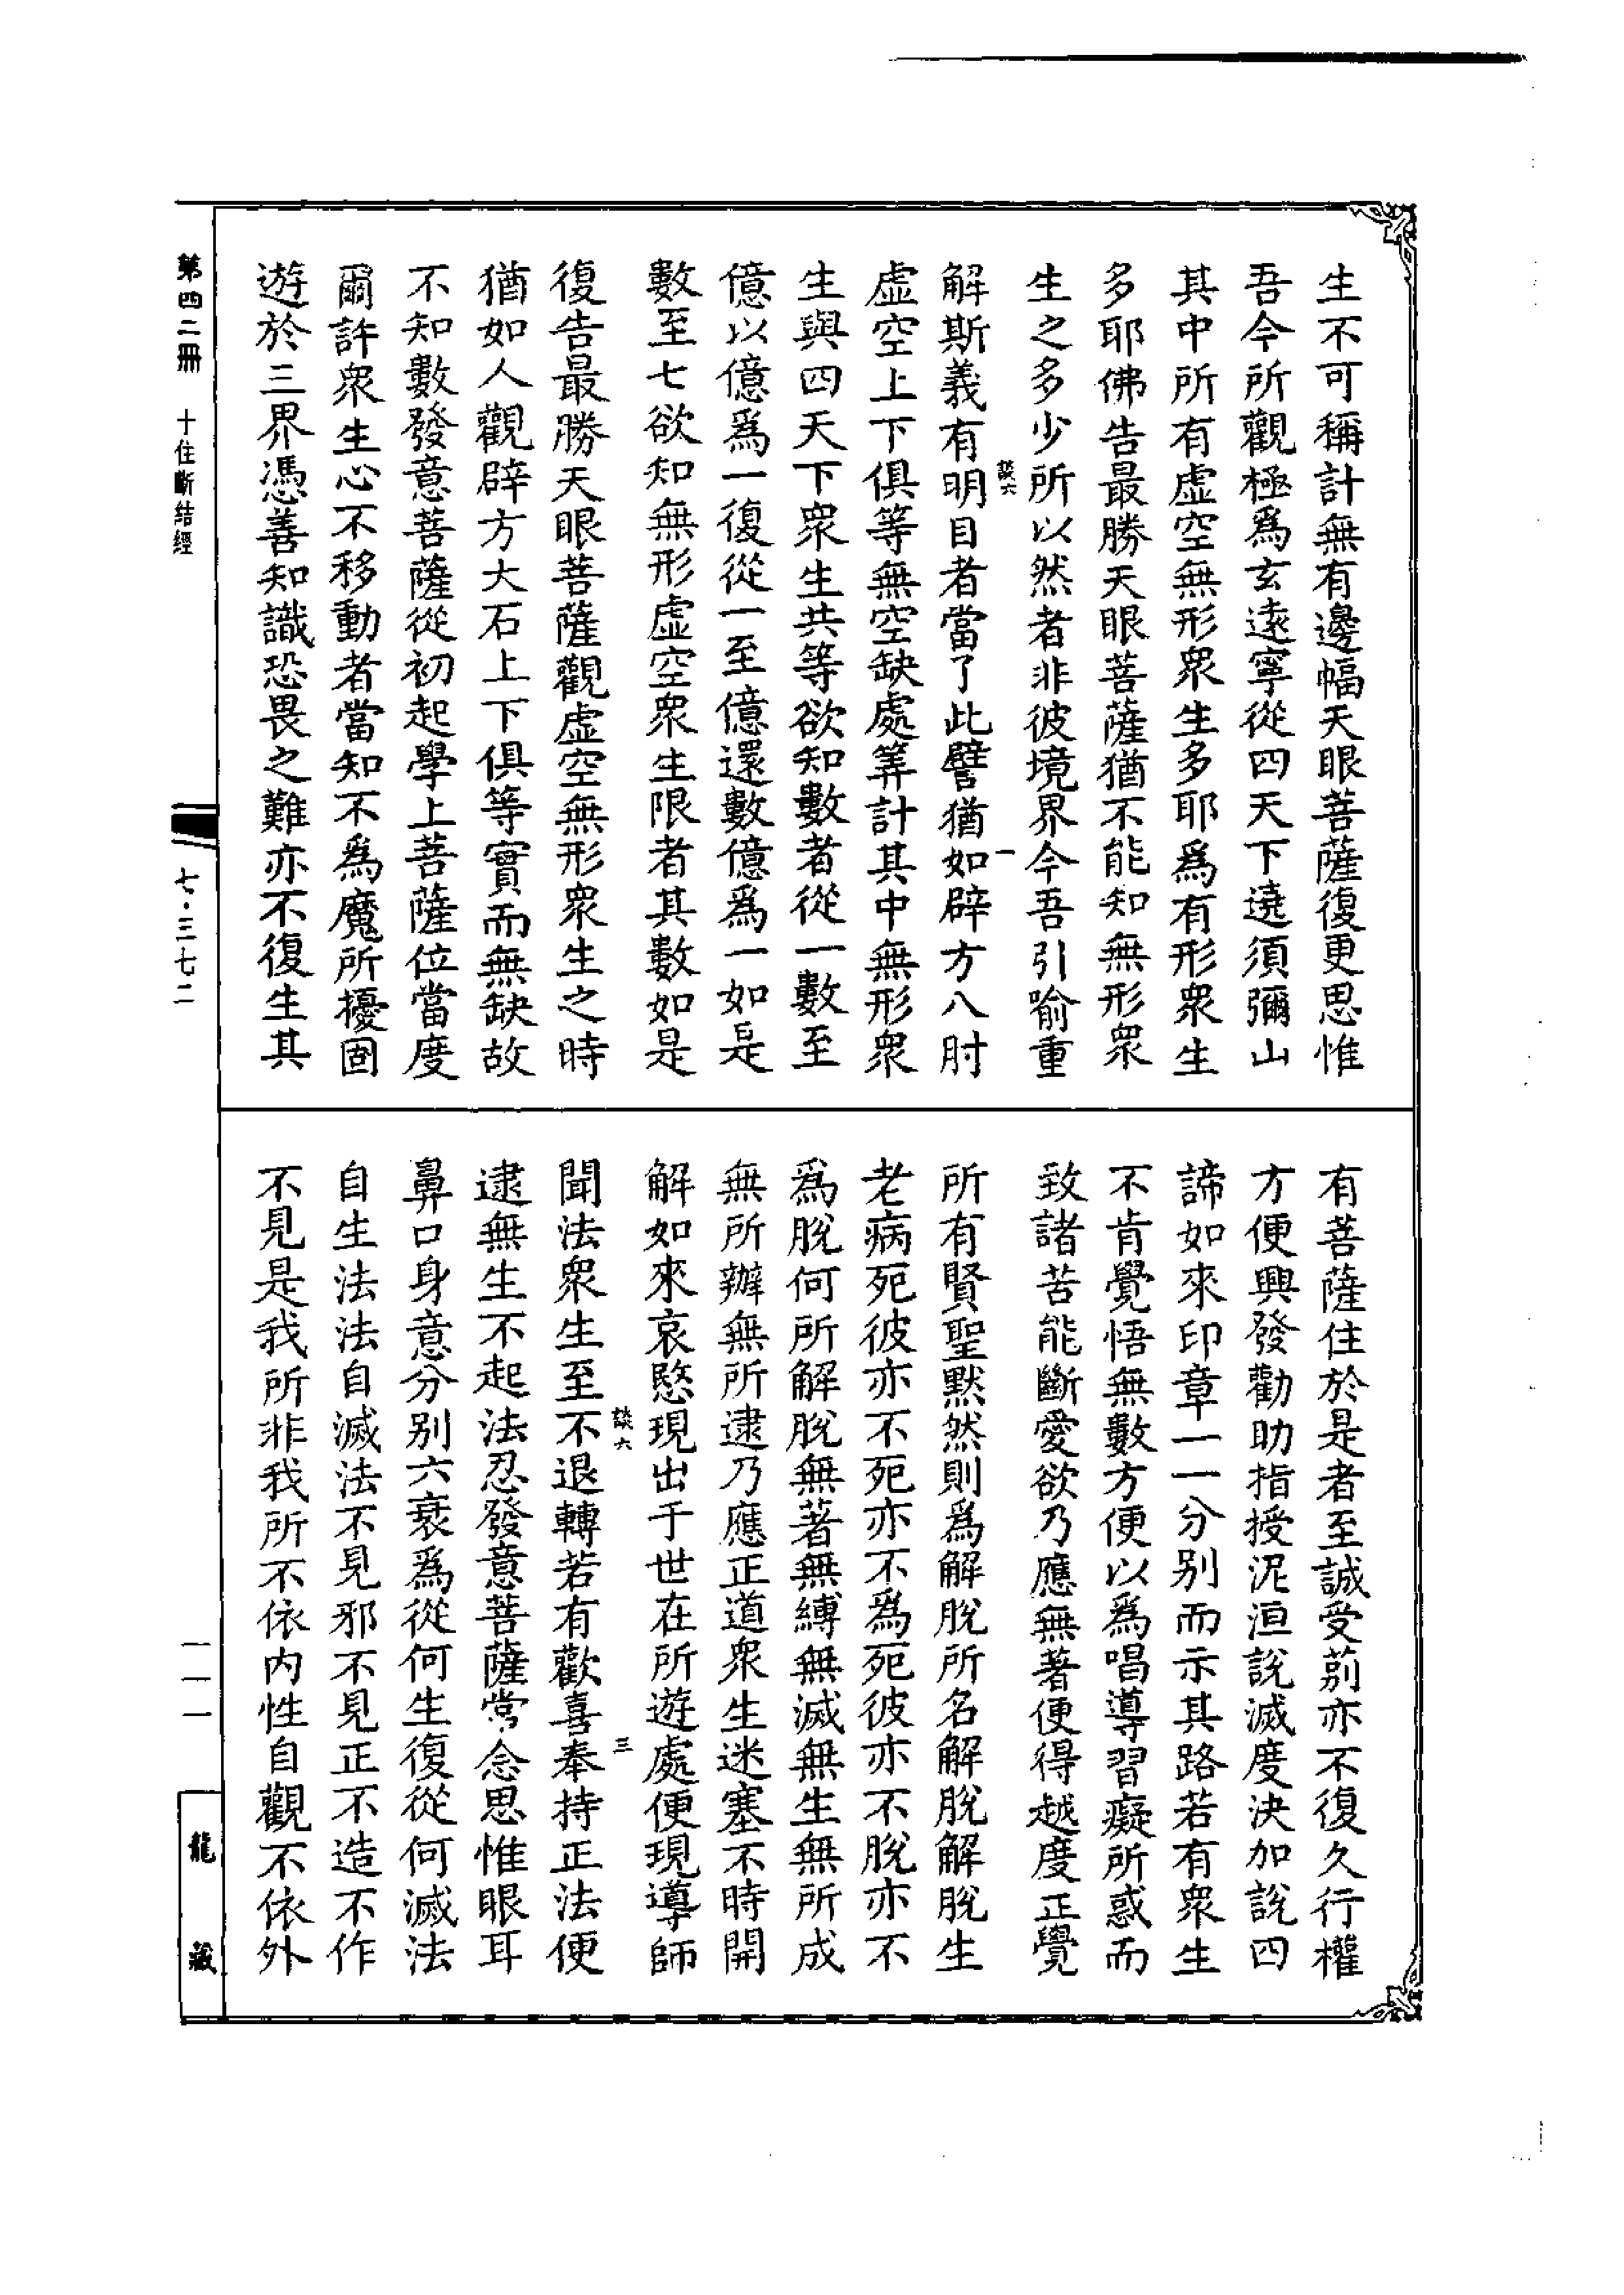 生不可稱計無有邊幅天眼菩薩復更思惟
吾今所觀極爲玄遠寧從四天下遶須彌山
其中所有虛空無形衆生多耶爲有形衆生
多耶佛告最勝天眼菩薩猶不能知無形衆
生之多少所以然者非彼境界今吾引喻重
談六
一
解斯義有明目者當了此譬猶如辟方八肘
虛空上下俱等無空缺處筭計其中無形衆
生與四天下衆生共等欲知數者從一數至
億以億爲一復從一至億還數億爲一如是
數至七欲知無形虛空衆生限者其數如是
復告最勝天眼菩薩觀虛空無形衆生之時
猶如人觀辟方大石上下俱等實而無缺故
不知數發意菩薩從初起學上菩薩位當度
爾許衆生心不移動者當知不爲魔所擾固
遊於三界憑善知識恐畏之難亦不復生其
有菩薩住於是者至誠受莂亦不復久行權
方便興發勸助指授泥洹說滅度決加說四
諦如來印章一一分别而示其路若有衆生
不肯覺悟無數方便以爲唱導習癡所惑而
致諸苦能斷愛欲乃應無著便得越度正覺
所有賢聖默然則爲解脫所名解脫解脫生
老病死彼亦不死亦不爲死彼亦不脫亦不
爲脫何所解脫無著無縛無滅無生無所成
無所辦無所逮乃應正道衆生迷塞不時開
解如來哀愍現出于世在所遊處便現導師
談六
三
聞法衆生至不退轉若有歡喜奉持正法便
逮無生不起法忍發意菩薩常念思惟眼耳
鼻口身意分别六衰爲從何生復從何滅法
自生法法自滅法不見邪不見正不造不作
不見是我所非我所不依内性自觀不依外
第四二冊 十住斷結經
七·三七二
一一一
龍藏